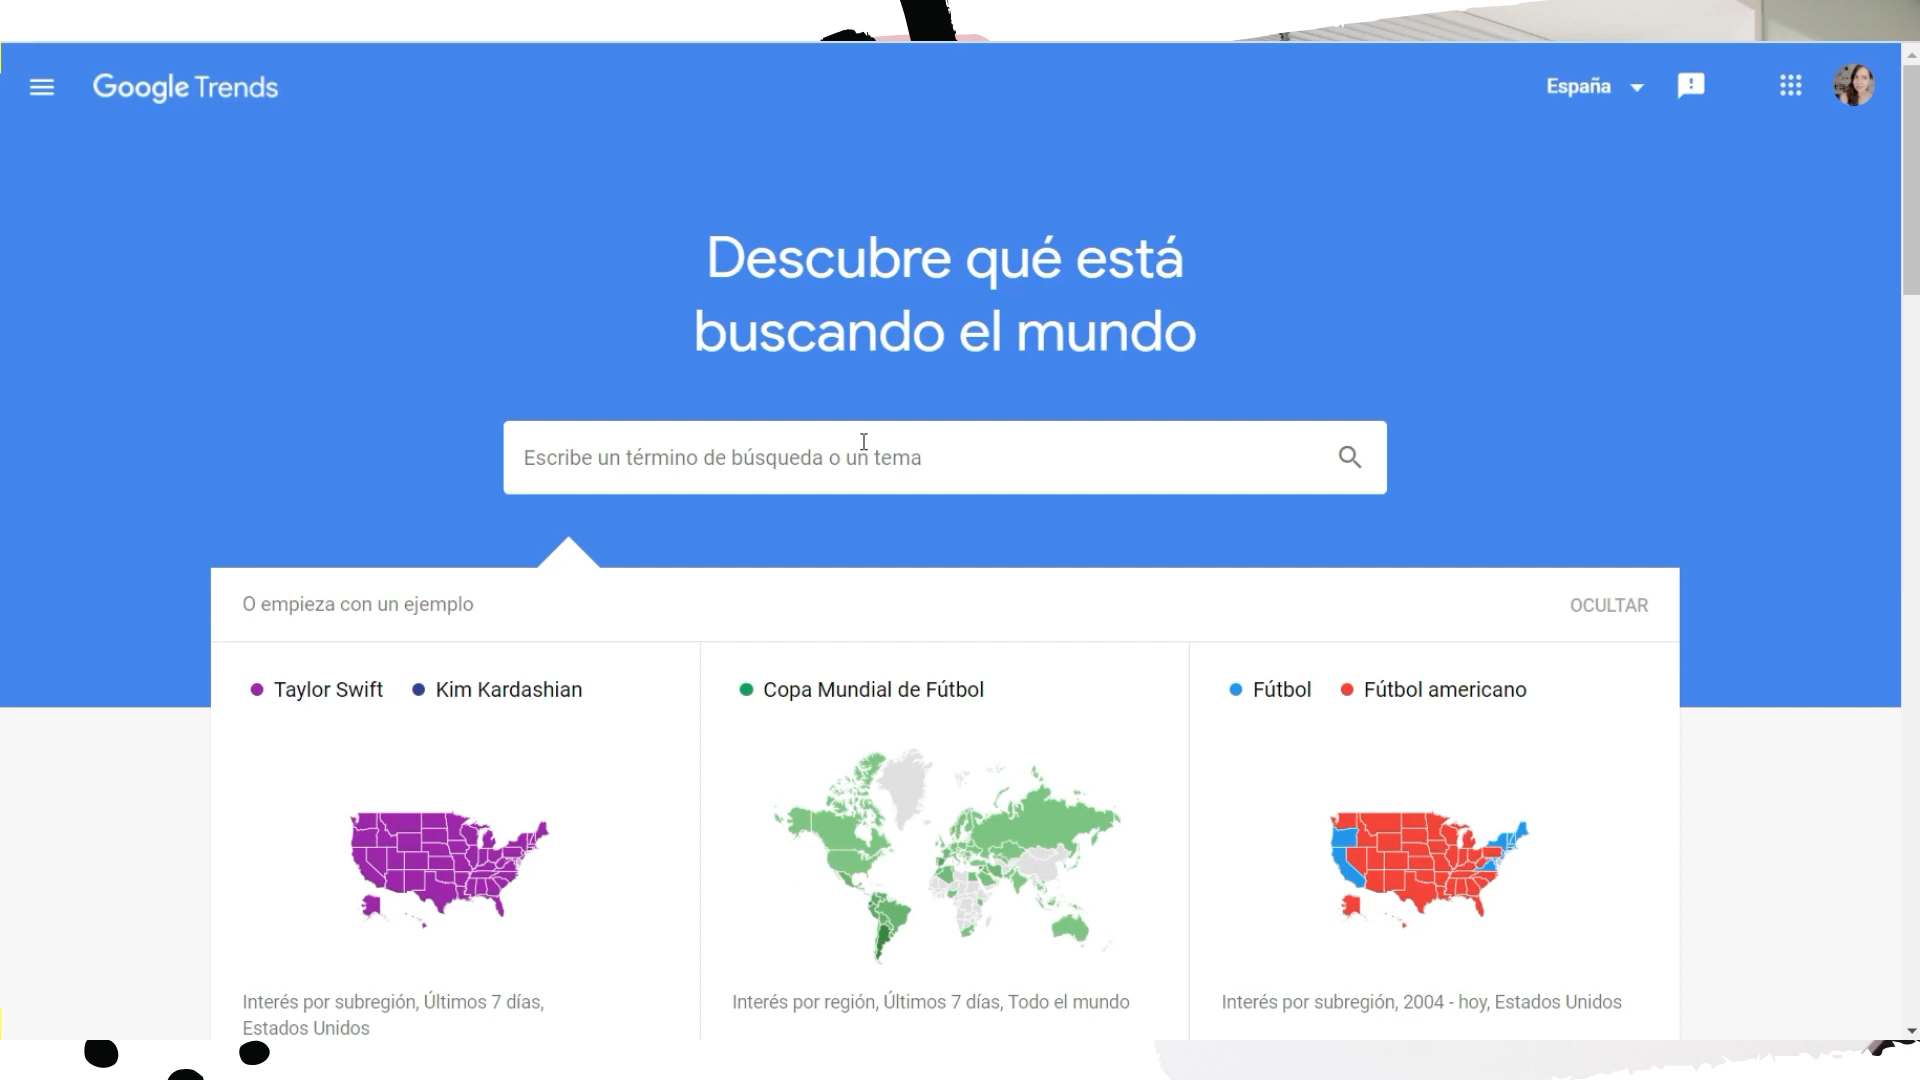 Google Trends
España
Descubre qué está
buscando el mundo
Escribe un término de búsqueda o un tema
O empieza con un ejemplo
OCULTAR
Taylor Swift
Kim Kardashian
Copa Mundial de Fútbol
Fútbol
Fútbol americano
Interés por subregión, Últimos 7 días,
Estados Unidos
Interés por región, Últimos 7 días, Todo el mundo
Interés por subregión, 2004 - hoy, Estados Unidos